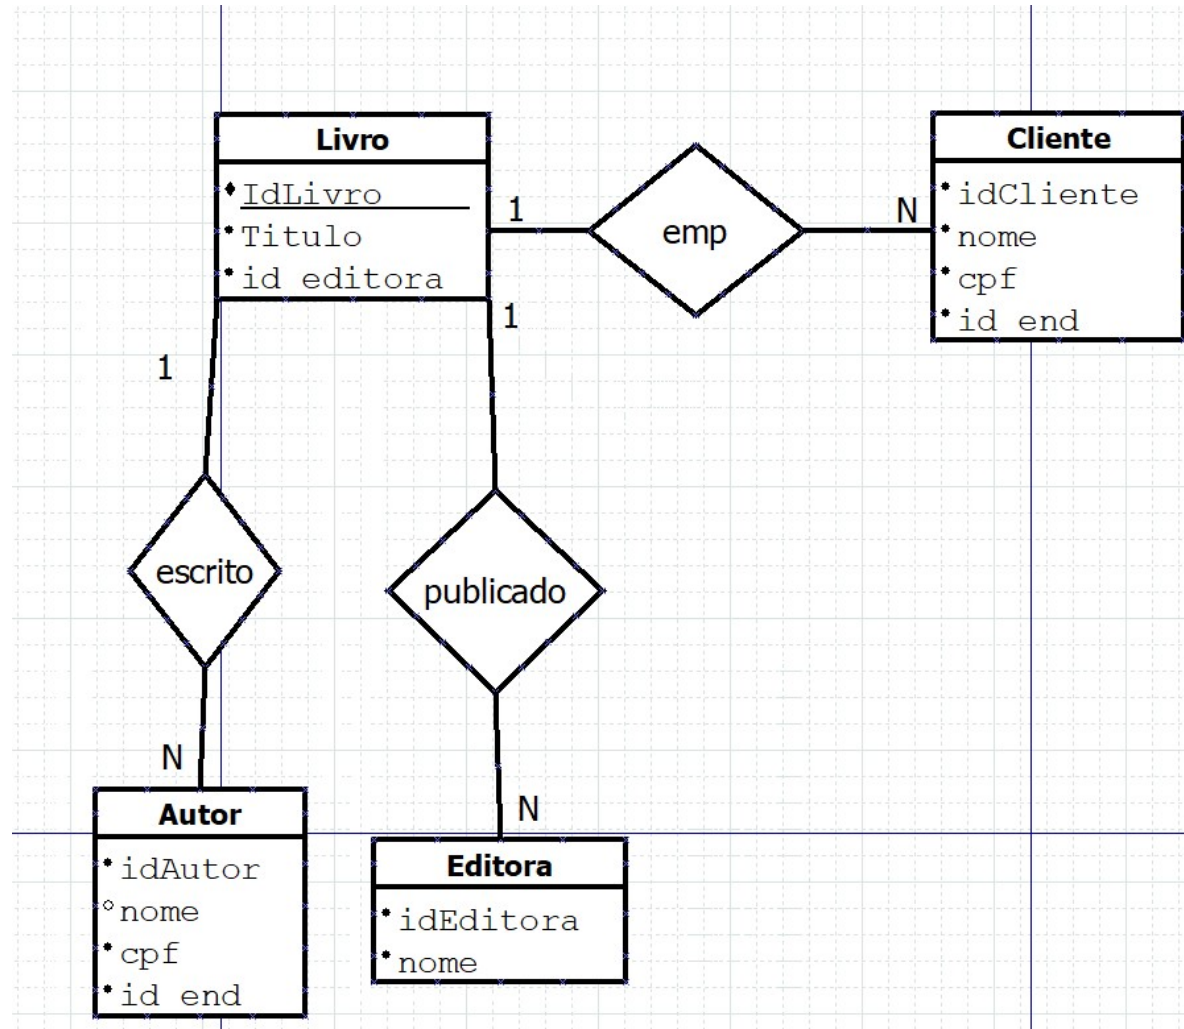 Livro
IdLivro
Titulo
id editora
1
emp
N
Cliente
idCliente
nome
cpf
id end
1
1
escrito
publicado
N
N
Autor
idAutor
nome
cpf
id end
Editora
idEditora
nome